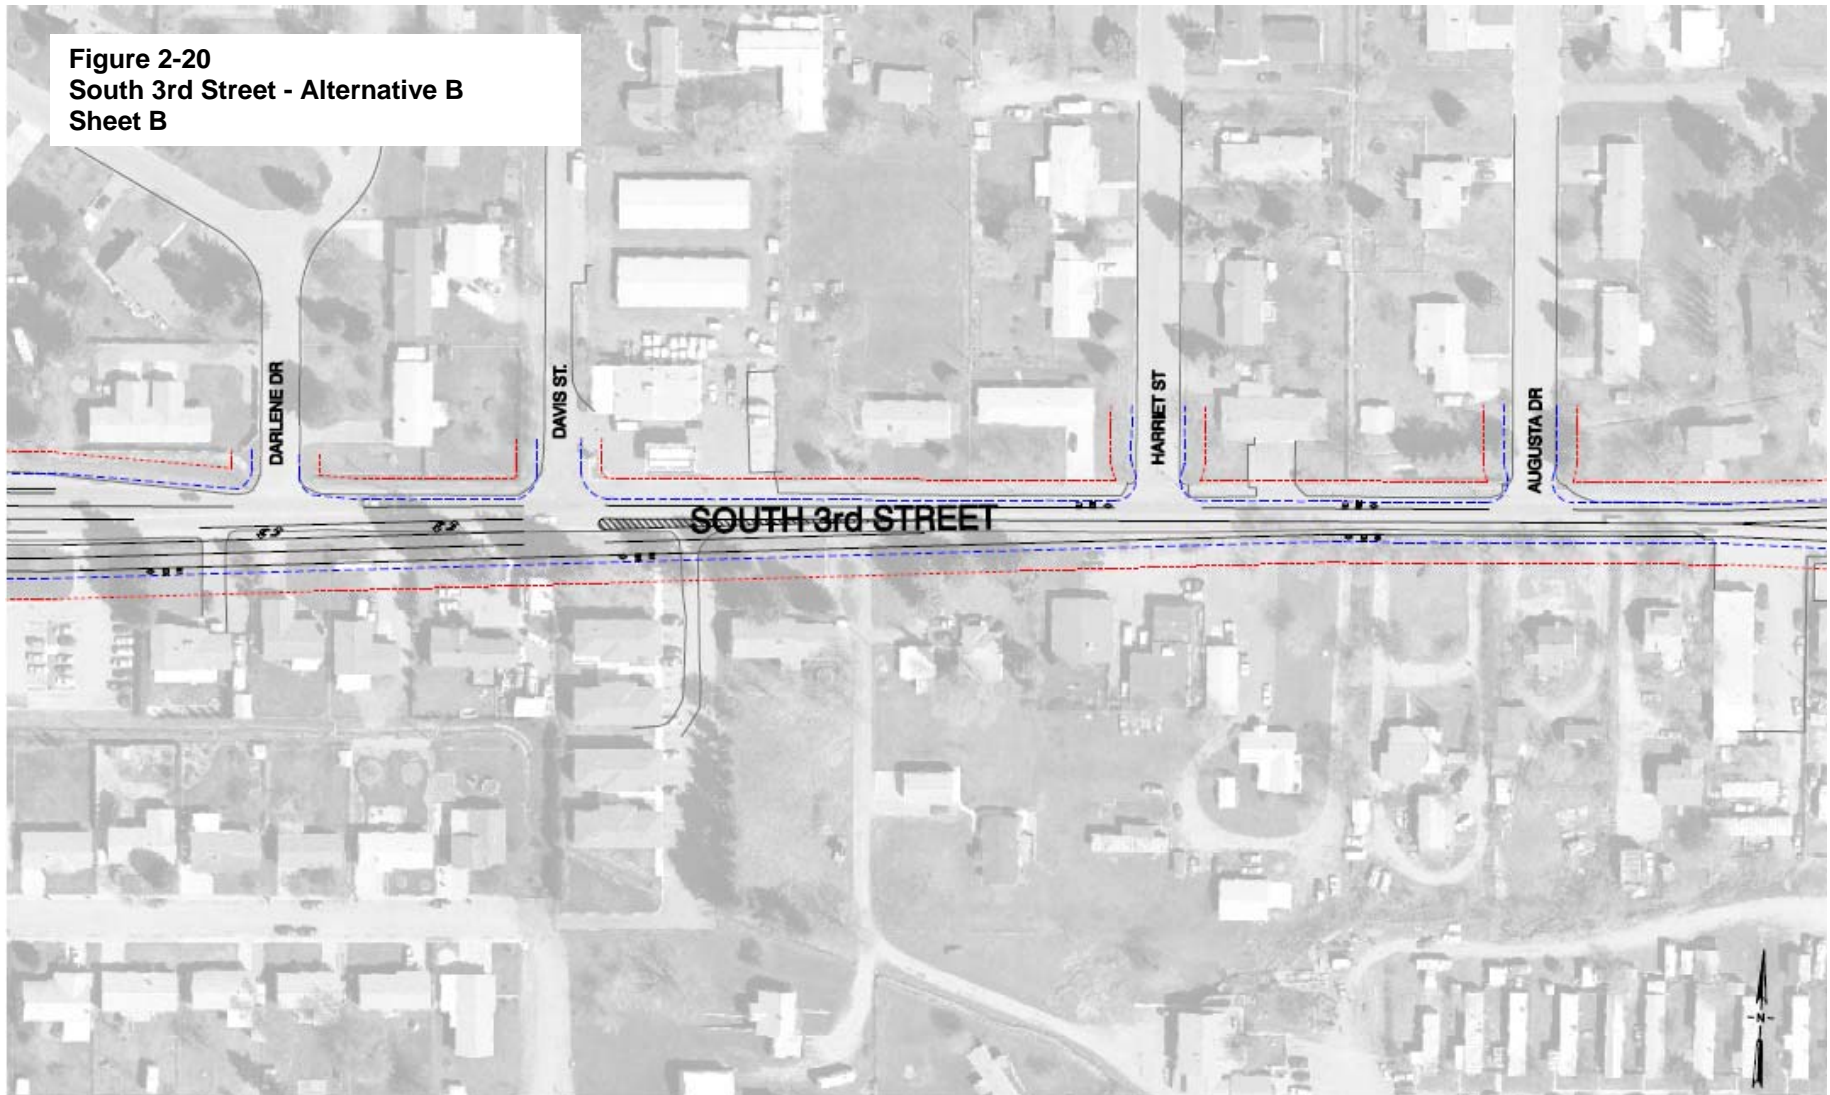 Figure 2-20
South 3rd Street - Alternative B
Sheet B
DARLENE DR
DAVIS ST.
HARRIET ST
AUGUSTA DR
SOUTH 3rd STREET
-N-